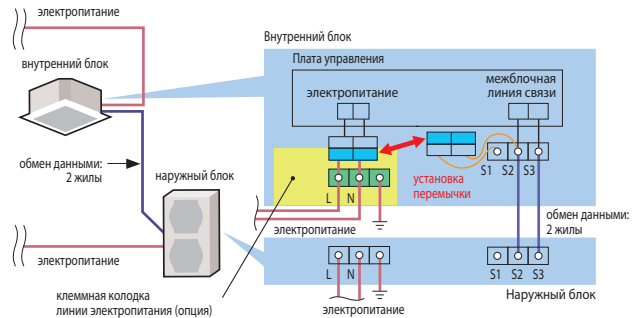 электропитание
внутренний блок
обмен данными:
2 жилы
наружный блок
электропитание
клеммная колодка
линии электропитания (опция)
Внутренний блок
Плата управления
электропитание
межблочная
линия связи
S1 S2 S3
установка
перемычки
L N
электропитание
обмен данными:
2 жилы
L N
электропитание
S1 S2 S3
Наружный блок